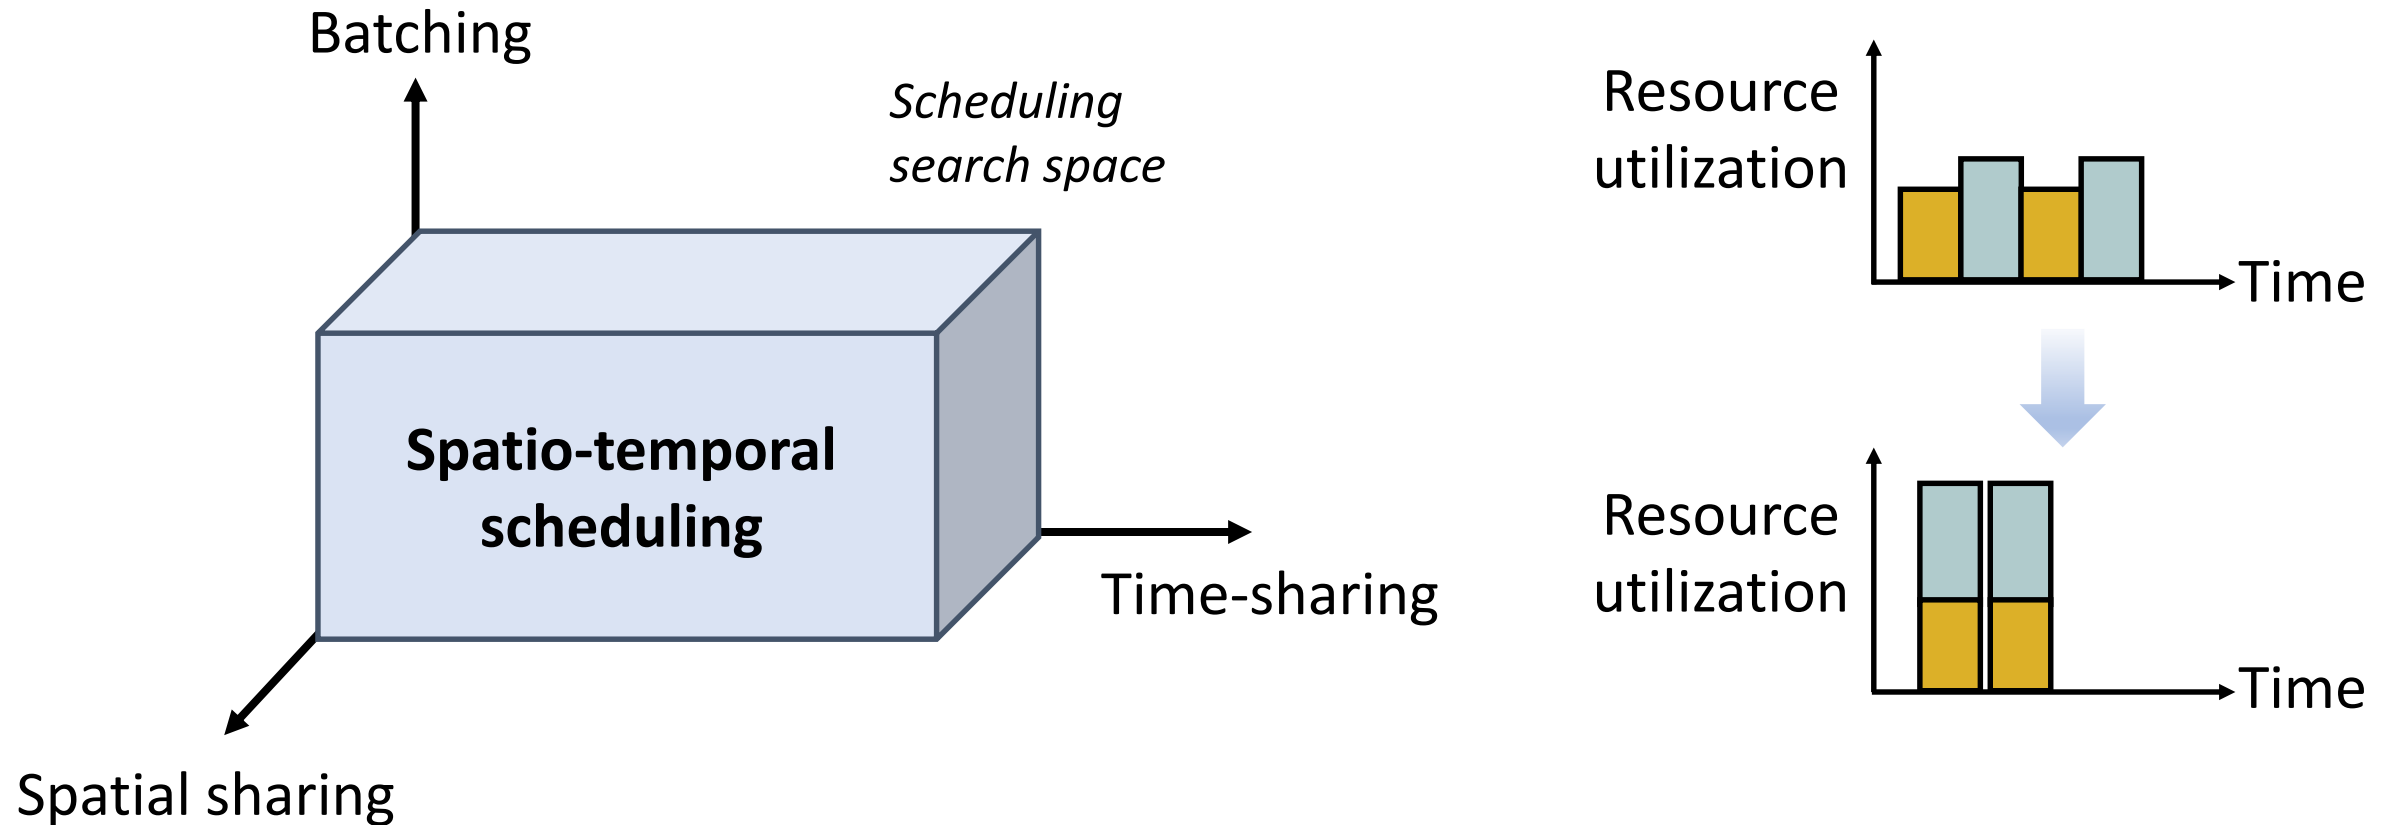 Batching
Scheduling
search space
Spatio-temporal
scheduling
Time-sharing
Spatial sharing
Resource
utilization
Time
Resource
utilization
Time